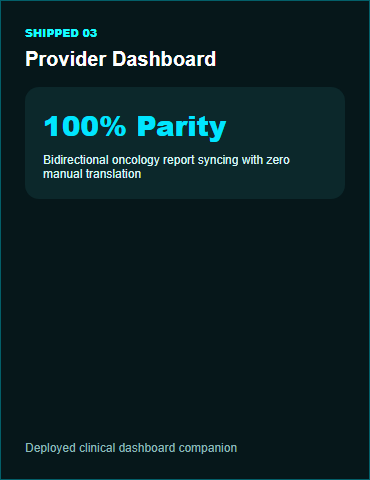 SHIPPED 03
Provider Dashboard
100% Parity
Bidirectional oncology report syncing with zero
manual translation
Deployed clinical dashboard companion